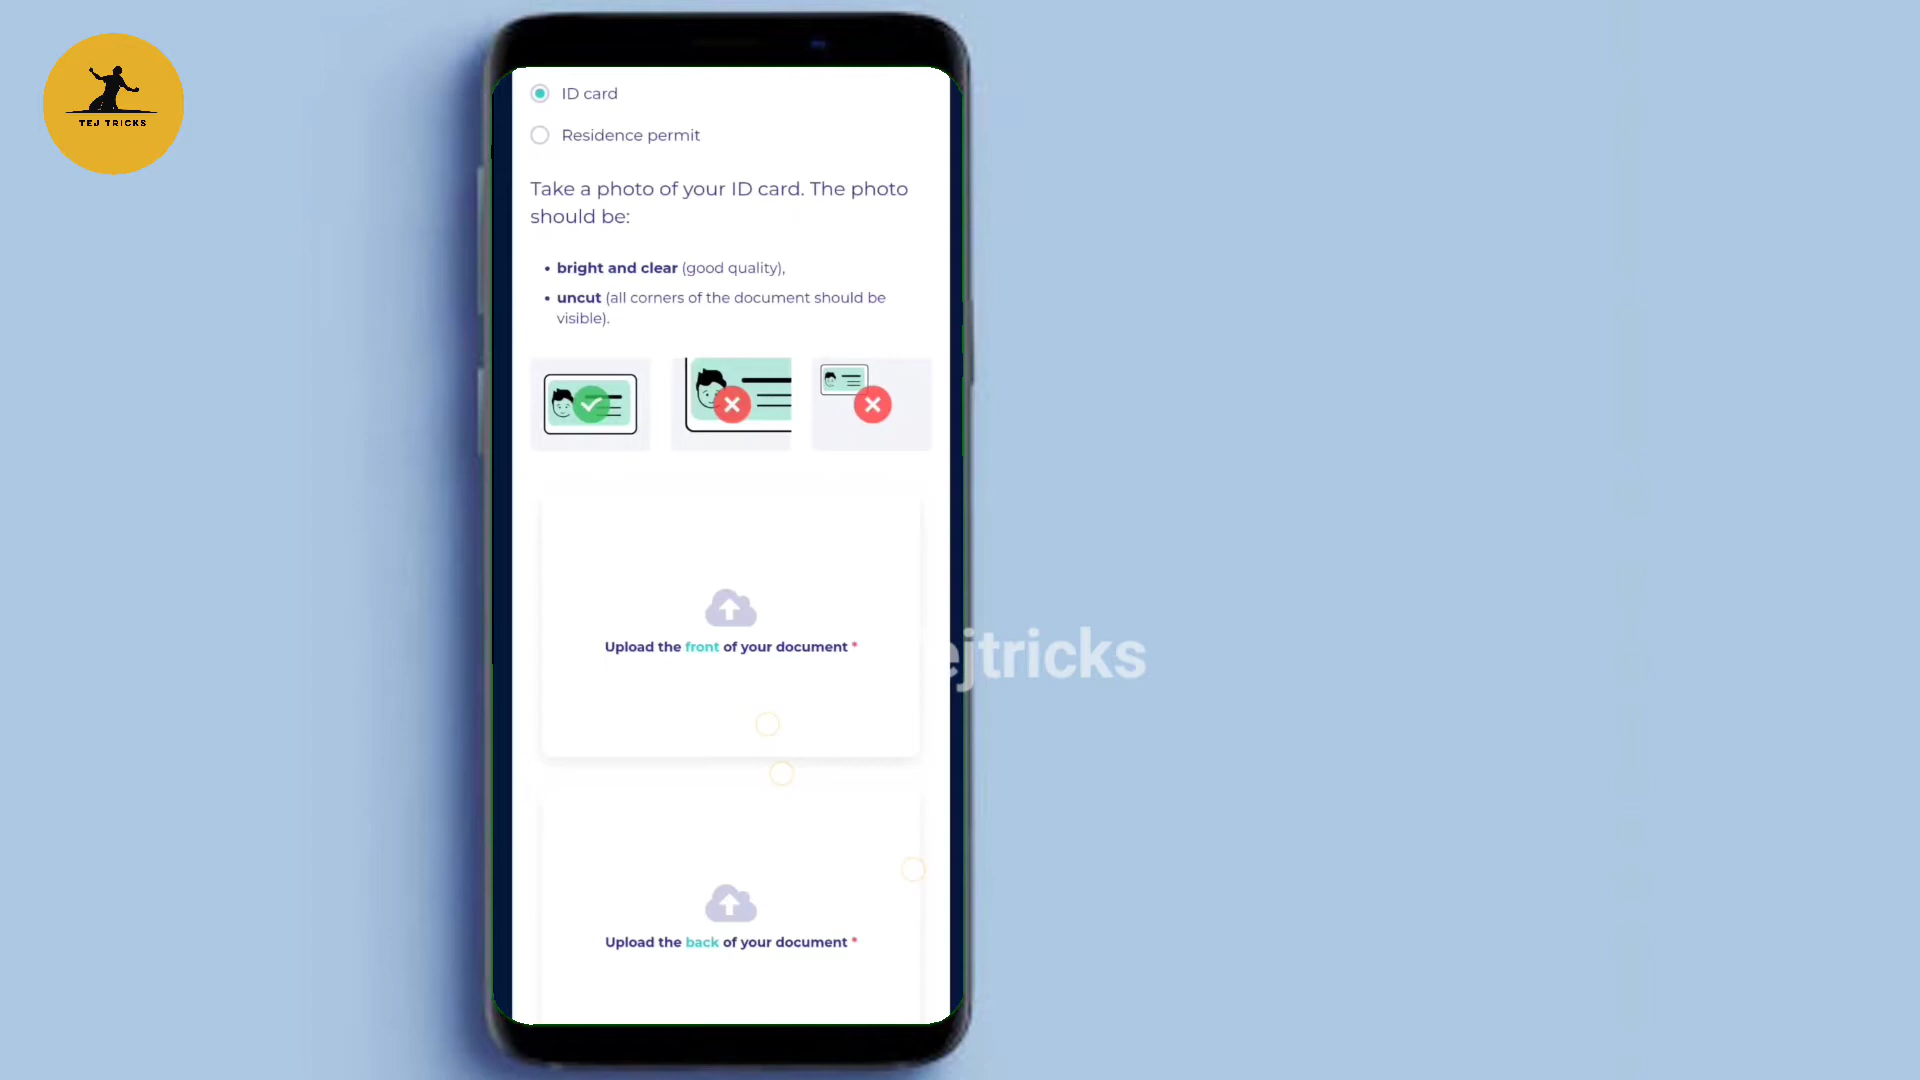 TEJ TRICKS
ID card
Residence permit
Take a photo of your ID card. The photo
should be:
• bright and clear (good quality),
• uncut (all corners of the document should be
visible).
Upload the front of your document *
ejtricks
Upload the back of your document *